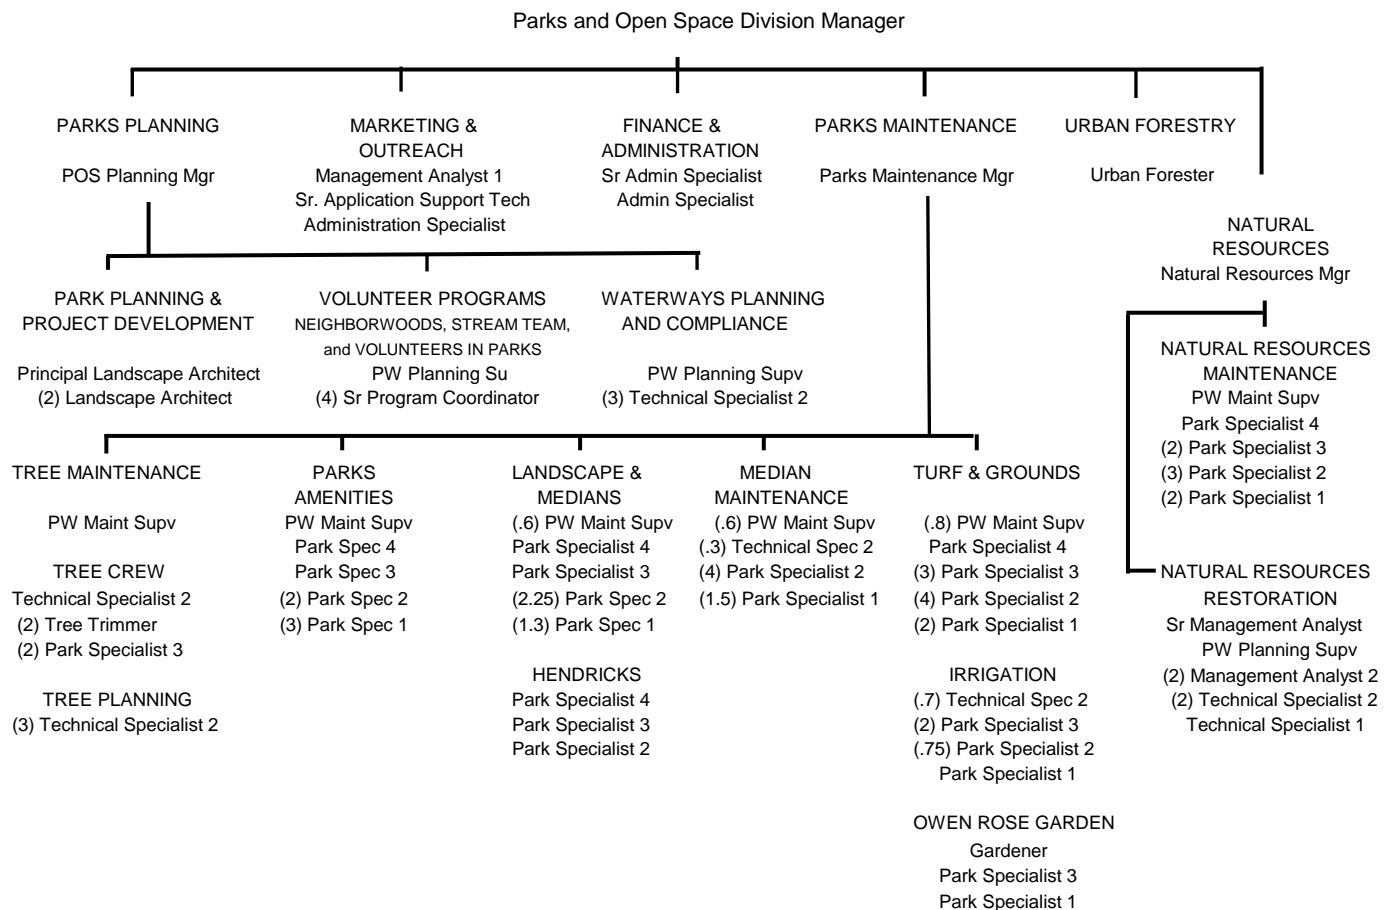 Parks and Open Space Division Manager
PARKS PLANNING
POS Planning Mgr
MARKETING &
OUTREACH
Management Analyst 1
Sr. Application Support Tech
Administration Specialist
FINANCE &
ADMINISTRATION
Sr Admin Specialist
Admin Specialist
PARKS MAINTENANCE
Parks Maintenance Mgr
URBAN FORESTRY
Urban Forester
NATURAL
RESOURCES
Natural Resources Mgr
PARK PLANNING &
PROJECT DEVELOPMENT
Principal Landscape Architect
(2) Landscape Architect
VOLUNTEER PROGRAMS
NEIGHBORWOODS, STREAM TEAM,
and VOLUNTEERS IN PARKS
PW Planning Su
(4) Sr Program Coordinator
WATERWAYS PLANNING
AND COMPLIANCE
PW Planning Supv
(3) Technical Specialist 2
NATURAL RESOURCES
MAINTENANCE
PW Maint Supv
Park Specialist 4
(2) Park Specialist 3
(3) Park Specialist 2
(2) Park Specialist 1
TREE MAINTENANCE
PW Maint Supv
TREE CREW
Technical Specialist 2
(2) Tree Trimmer
(2) Park Specialist 3
TREE PLANNING
(3) Technical Specialist 2
PARKS
AMENITIES
PW Maint Supv
Park Spec 4
Park Spec 3
(2) Park Spec 2
(3) Park Spec 1
LANDSCAPE &
MEDIANS
(.6) PW Maint Supv
Park Specialist 4
Park Specialist 3
(2.25) Park Spec 2
(1.3) Park Spec 1
HENDRICKS
Park Specialist 4
Park Specialist 3
Park Specialist 2
MEDIAN
MAINTENANCE
(.6) PW Maint Supv
(.3) Technical Spec 2
(4) Park Specialist 2
(1.5) Park Specialist 1
TURF & GROUNDS
(.8) PW Maint Supv
Park Specialist 4
(3) Park Specialist 3
(4) Park Specialist 2
(2) Park Specialist 1
IRRIGATION
(.7) Technical Spec 2
(2) Park Specialist 3
(.75) Park Specialist 2
Park Specialist 1
OWEN ROSE GARDEN
Gardener
Park Specialist 3
Park Specialist 1
NATURAL RESOURCES
RESTORATION
Sr Management Analyst
PW Planning Supv
(2) Management Analyst 2
(2) Technical Specialist 2
Technical Specialist 1